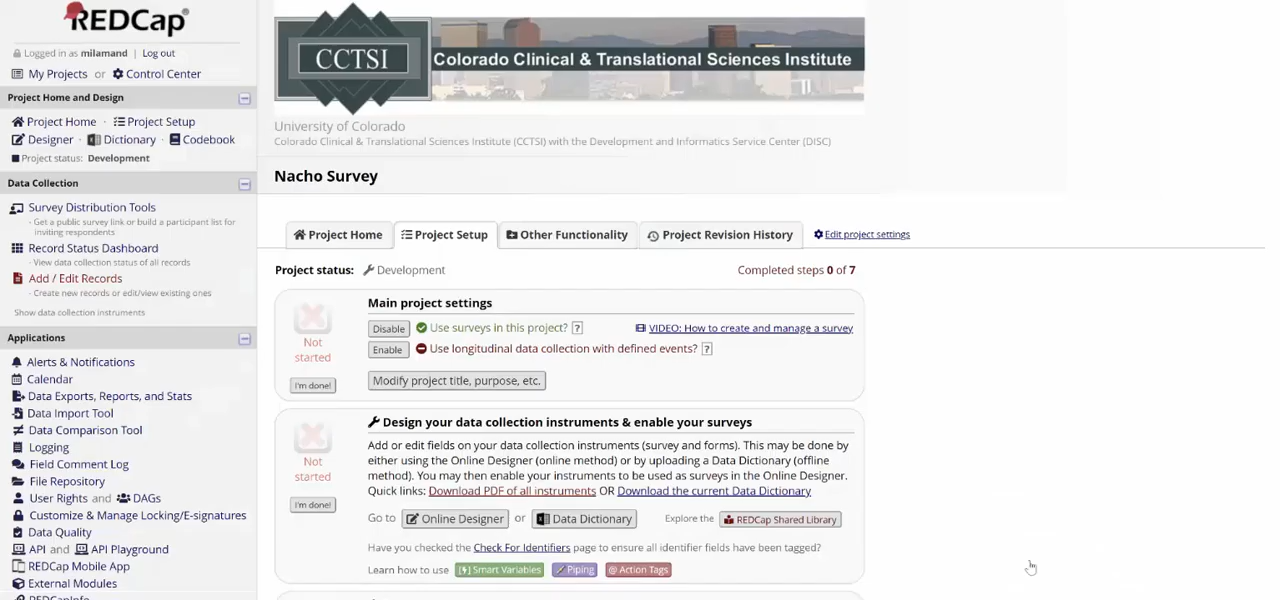 REDCap
Logged in as milamand | Log out
My Projects or Control Center
Project Home and Design
Project Home · Project Setup
Designer · Dictionary · Codebook
Project status: Development
Data Collection
Survey Distribution Tools
- Get a public survey link or build a participant list for
inviting respondents
Record Status Dashboard
- View data collection status of all records
Add / Edit Records
- Create new records or edit/view existing ones
Show data collection instruments
Applications
Alerts & Notifications
Calendar
Data Exports, Reports, and Stats
Data Import Tool
Data Comparison Tool
Logging
Field Comment Log
File Repository
User Rights and DAGs
Customize & Manage Locking/E-signatures
Data Quality
API and API Playground
REDCap Mobile App
External Modules
REDCapInfo
CCTSI
Colorado Clinical & Translational Sciences Institute
University of Colorado
Colorado Clinical & Translational Sciences Institute (CCTSI) with the Development and Informatics Service Center (DISC)
Nacho Survey
Project Home
Project Setup
Other Functionality
Project Revision History
Edit project settings
Project status: Development
Completed steps 0 of 7
Not
started
I'm done!
Main project settings
Disable Use surveys in this project? ? VIDEO: How to create and manage a survey
Enable Use longitudinal data collection with defined events? ?
Modify project title, purpose, etc.
Not
started
I'm done!
Design your data collection instruments & enable your surveys
Add or edit fields on your data collection instruments (survey and forms). This may be done by
either using the Online Designer (online method) or by uploading a Data Dictionary (offline
method). You may then enable your instruments to be used as surveys in the Online Designer.
Quick links: Download PDF of all instruments OR Download the current Data Dictionary
Go to Online Designer or Data Dictionary Explore the REDCap Shared Library
Have you checked the Check For Identifiers page to ensure all identifier fields have been tagged?
Learn how to use Smart Variables Piping @ Action Tags